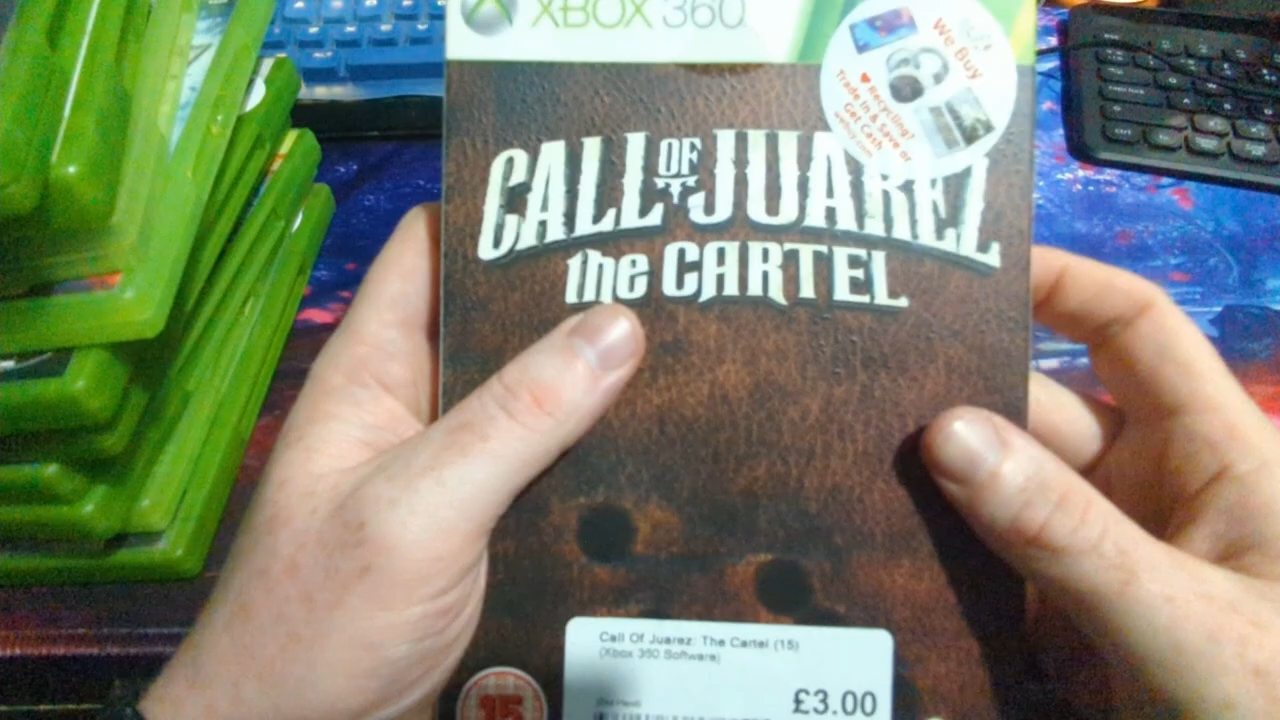 XBOX 360
We Buy
♥Recycling?
Trade in & Save or
Get Cash
CALL OF JUAREZ
the CARTEL
Call Of Juarez: The Cartel (15)
(Xbox 360 Software)
£3.00
15